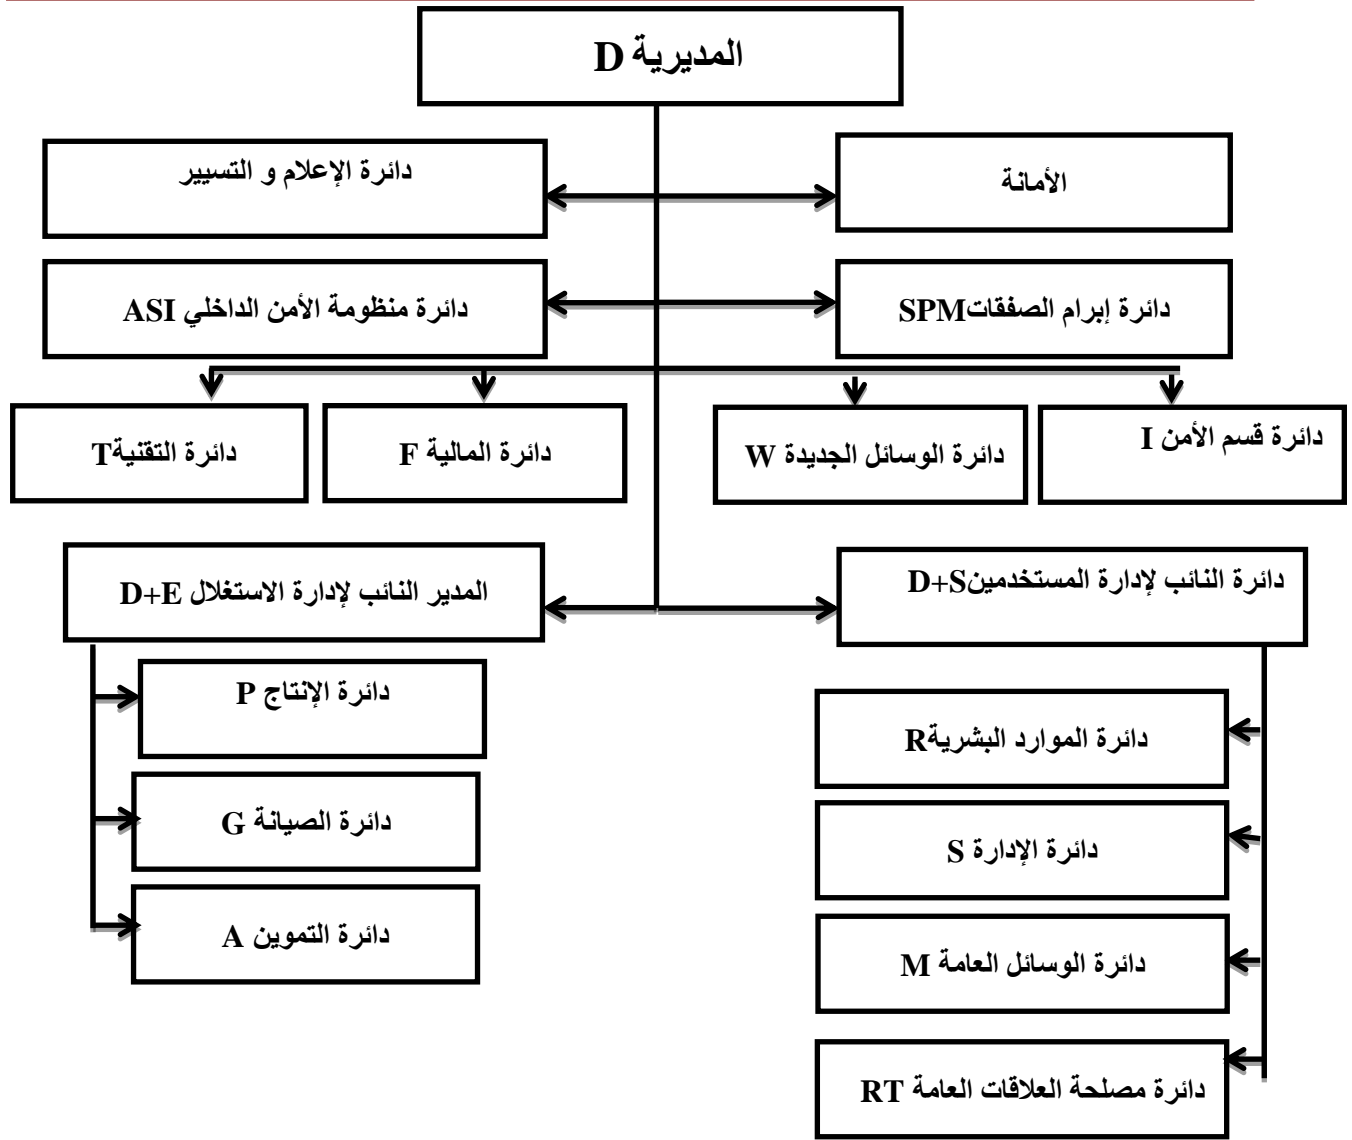 المديرية D
الأمانة
دائرة الإعلام و التسيير
دائرة إبرام الصفقاتSPM
دائرة منظومة الأمن الداخلي ASI
دائرة قسم الأمن I
دائرة الوسائل الجديدة W
دائرة المالية F
دائرة التقنيةT
دائرة النائب لإدارة المستخدمينD+S
المدير النائب لإدارة الاستغلال D+E
دائرة الموارد البشريةR
دائرة الإدارة S
دائرة الوسائل العامة M
دائرة مصلحة العلاقات العامة RT
دائرة الإنتاج P
دائرة الصيانة G
دائرة التموين A